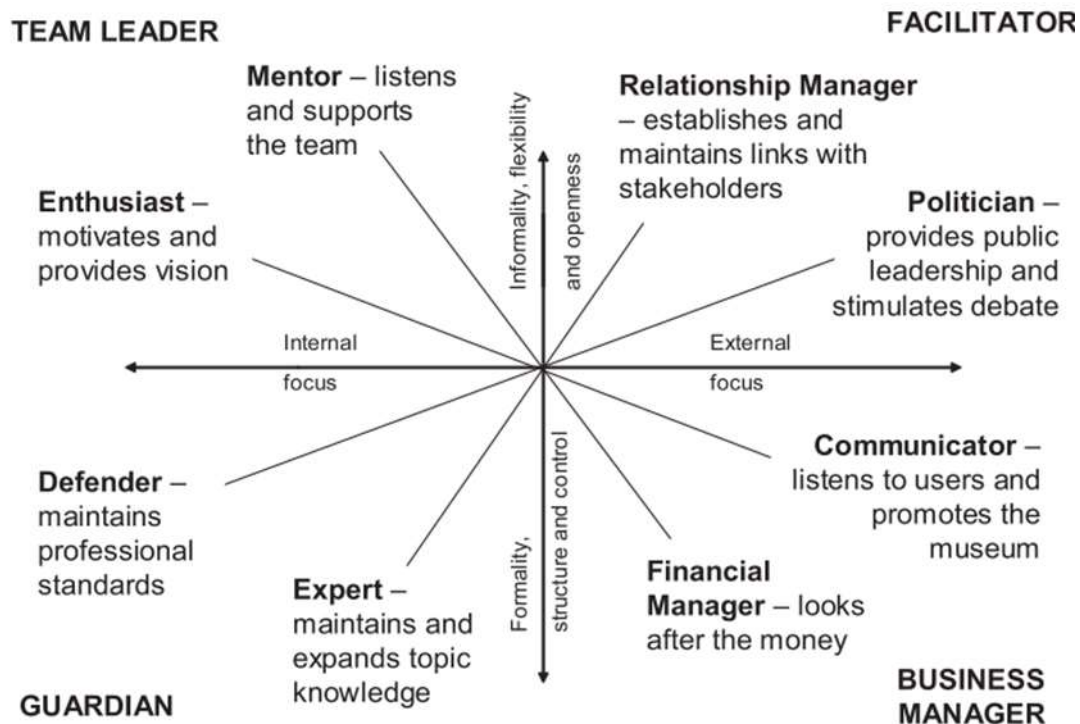 TEAM LEADER
FACILITATOR
Mentor – listens
and supports
the team
Relationship Manager
– establishes and
maintains links with
stakeholders
Enthusiast –
motivates and
provides vision
Politician –
provides public
leadership and
stimulates debate
Informality, flexibility
and openness
Internal
focus
External
focus
Defender –
maintains
professional
standards
Expert –
maintains and
expands topic
knowledge
Formality,
structure and control
Communicator –
listens to users and
promotes the
museum
Financial
Manager – looks
after the money
GUARDIAN
BUSINESS
MANAGER